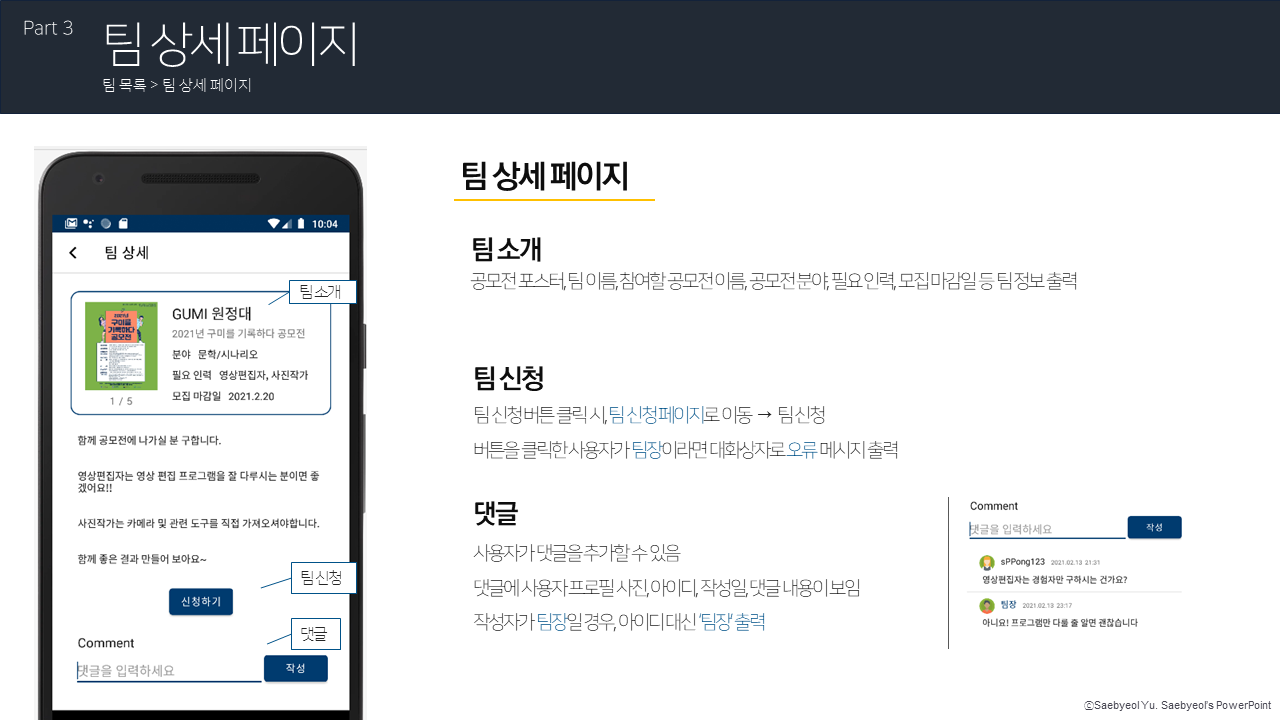 Part 3
팀 상세 페이지
팀 목록 > 팀 상세 페이지
10:04
팀 상세
팀소개
구미를
기록하다
공모전
GUMI 원정대
2021년 구미를 기록하다 공모전
분야 문학/시나리오
필요 인력 영상편집자, 사진작가
모집 마감일 2021.2.20
1 / 5
함께 공모전에 나가실 분 구합니다.
영상편집자는 영상 편집 프로그램을 잘 다루시는 분이면 좋
겠어요!!
사진작가는 카메라 및 관련 도구를 직접 가져오셔야합니다.
함께 좋은 결과 만들어 보아요~
팀신청
신청하기
댓글
Comment
댓글을 입력하세요
작성
팀 상세 페이지
팀 소개
공모전 포스터, 팀 이름, 참여할 공모전 이름, 공모전 분야, 필요 인력, 모집 마감일 등 팀 정보 출력
팀 신청
팀 신청 버튼 클릭 시, 팀 신청 페이지로 이동 → 팀신청
버튼을 클릭한 사용자가 팀장이라면 대화상자로 오류 메시지 출력
댓글
사용자가 댓글을 추가할 수 있음
댓글에 사용자 프로필 사진, 아이디, 작성일, 댓글 내용이 보임
작성자가 팀장일 경우, 아이디 대신 '팀장' 출력
Comment
댓글을 입력하세요
작성
sPPong123 2021.02.13 21:31
영상편집자는 경험자만 구하시는 건가요?
팀장 2021.02.13 23:17
아니요! 프로그램만 다룰 줄 알면 괜찮습니다
ⓒSaebyeol Yu. Saebyeol's PowerPoint